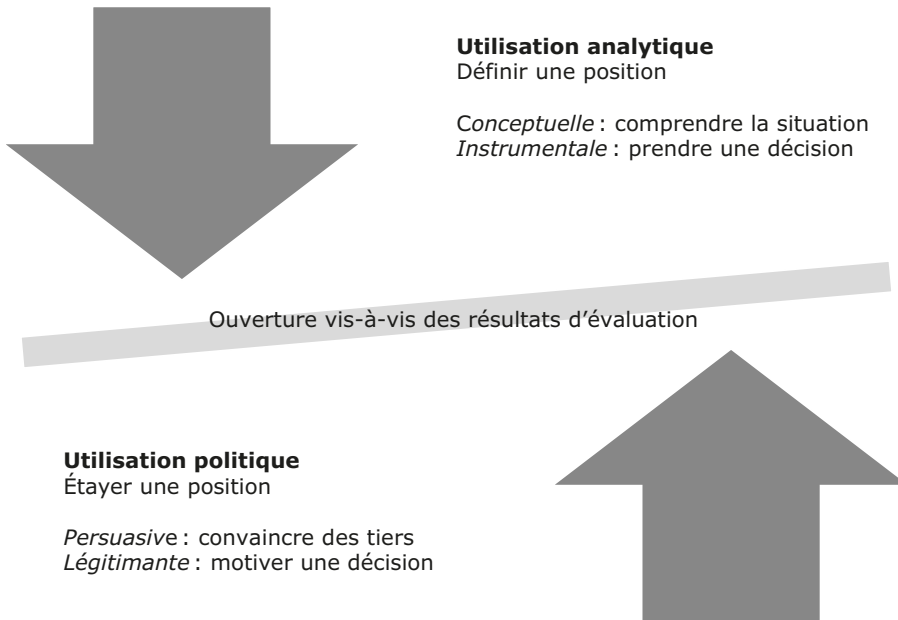 Utilisation analytique
Définir une position
Conceptuelle : comprendre la situation
Instrumentale : prendre une décision
Ouverture vis-à-vis des résultats d’évaluation
Utilisation politique
Étayer une position
Persuasive : convaincre des tiers
Légitimante : motiver une décision